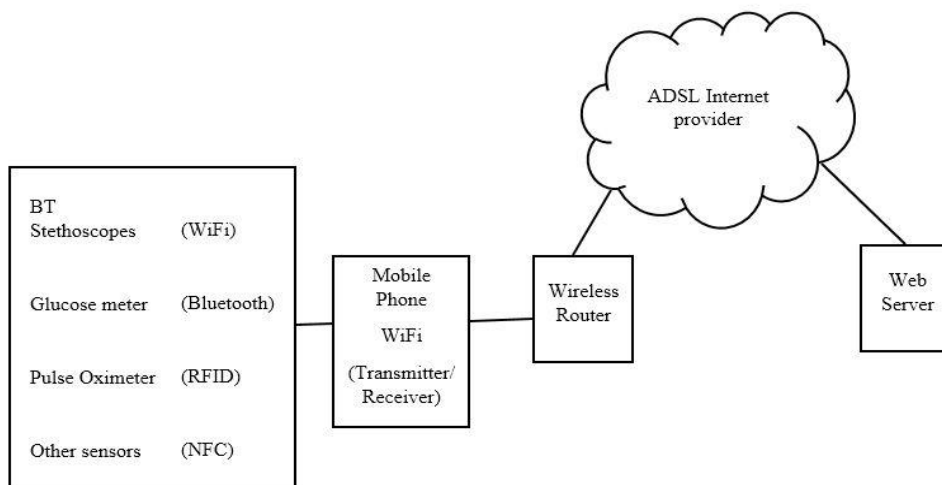 ADSL Internet
provider
BT
Stethoscopes (WiFi)
Glucose meter (Bluetooth)
Pulse Oximeter (RFID)
Other sensors (NFC)
Mobile
Phone
WiFi
(Transmitter/
Receiver)
Wireless
Router
Web
Server